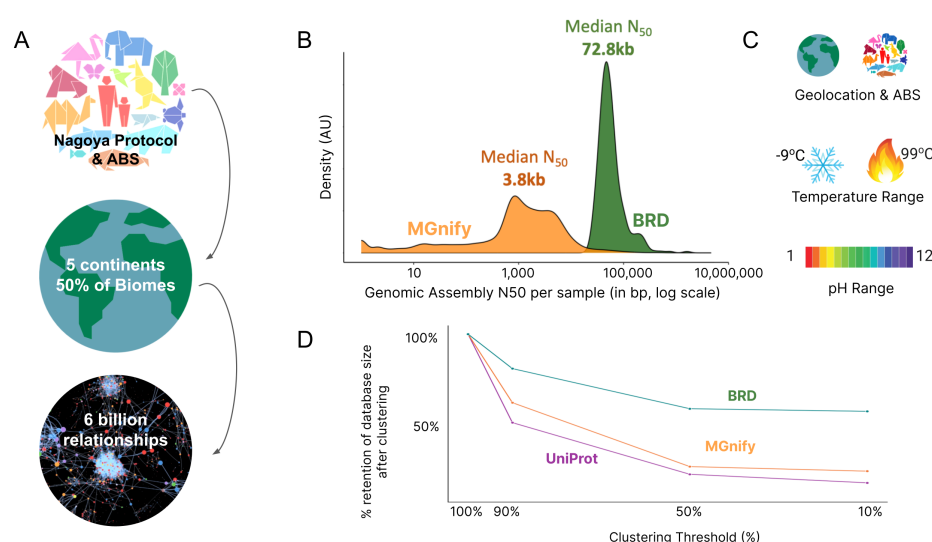 A
Nagoya Protocol
& ABS
5 continents
50% of Biomes
6 billion
relationships
B
Median N50
72.8kb
Median N50
3.8kb
MGnify
BRD
Density (AU)
10
1,000
100,000
10,000,000
Genomic Assembly N50 per sample (in bp, log scale)
C
Geolocation & ABS
-9°C
99°C
Temperature Range
1
12
pH Range
D
% retention of database size
after clustering
100%
50%
BRD
MGnify
UniProt
100%
90%
50%
10%
Clustering Threshold (%)